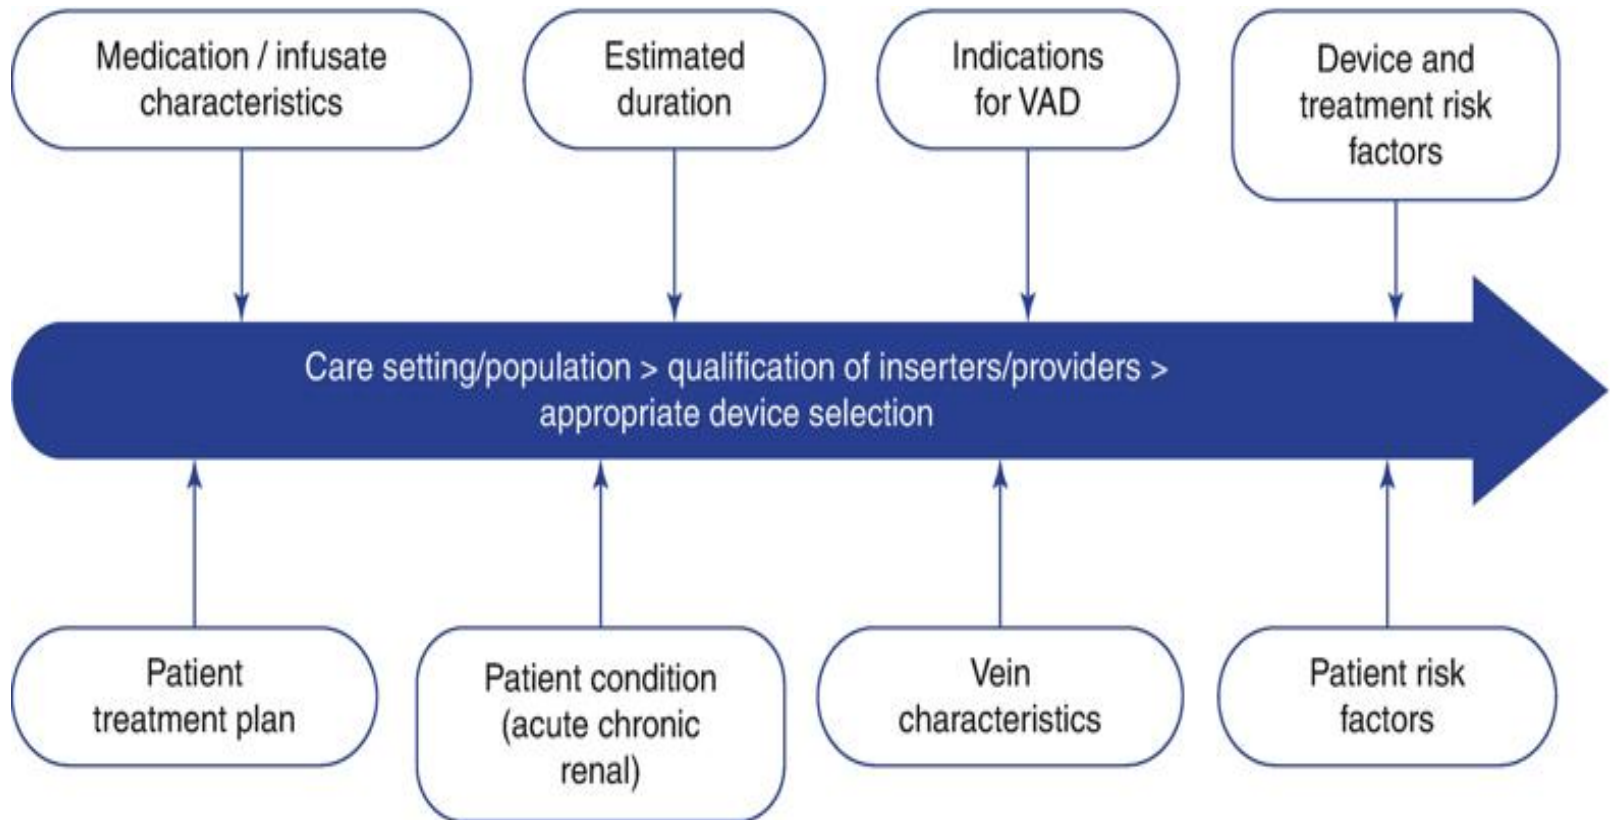 Medication / infusate
characteristics
Estimated
duration
Indications
for VAD
Device and
treatment risk
factors
Care setting/population > qualification of inserters/providers >
appropriate device selection
Patient
treatment plan
Patient condition
(acute chronic
renal)
Vein
characteristics
Patient risk
factors